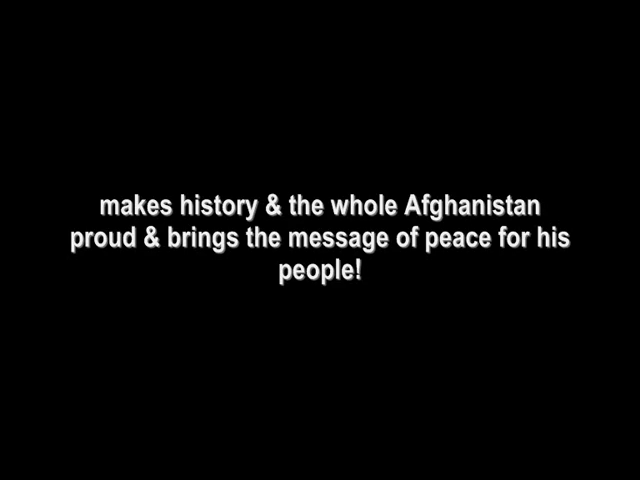 makes history & the whole Afghanistan
proud & brings the message of peace for his
people!